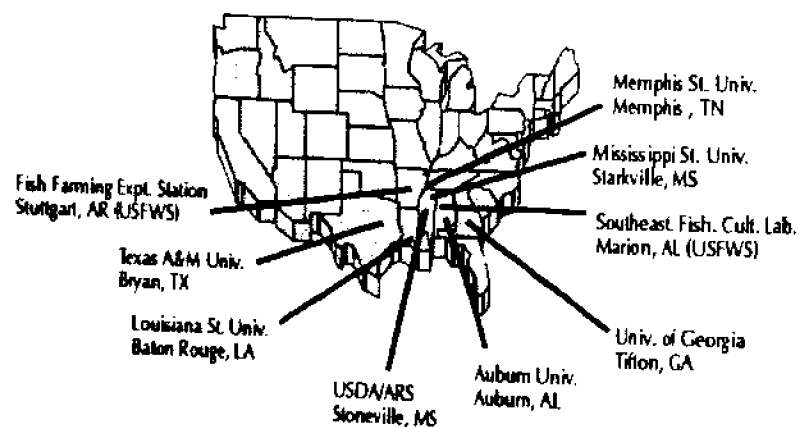 Memphis St. Univ.
Memphis , TN
Mississippi St. Univ.
Starkville, MS
Fish Farming Expt. Station
Stuttgart, AR (USFWS)
Southeast. Fish. Cult. Lab.
Marion, AL (USFWS)
Texas A&M Univ.
Bryan, TX
Louisiana St. Univ.
Baton Rouge, LA
Univ. of Georgia
Tifton, GA
Auburn Univ.
Auburn, AL
USDA/ARS
Stoneville, MS